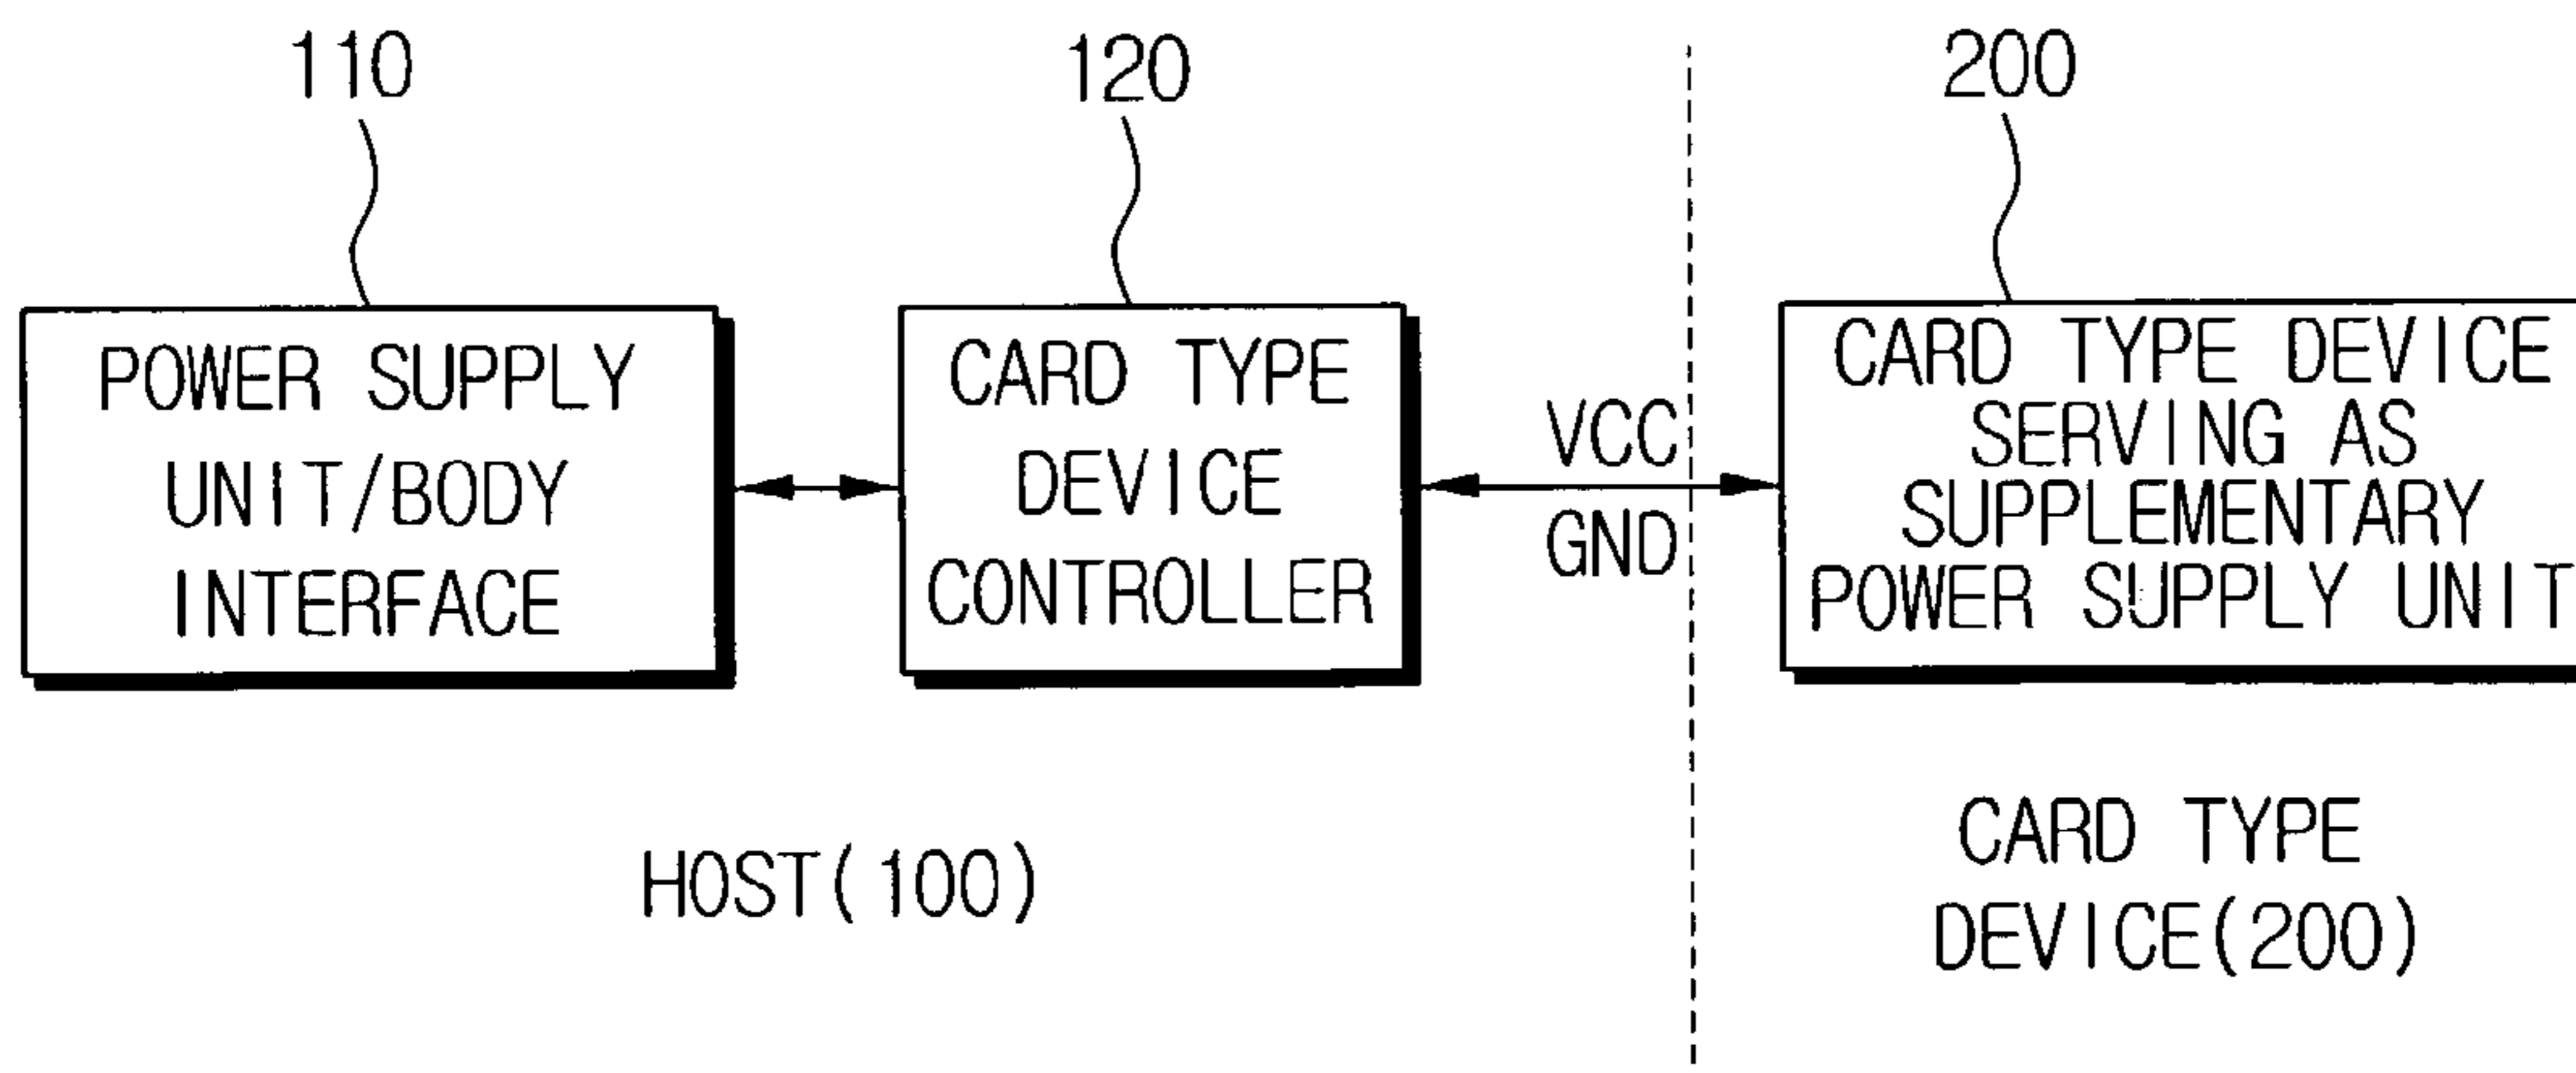 110
120
200
POWER SUPPLY
UNIT/BODY
INTERFACE
CARD TYPE
DEVICE
CONTROLLER
VCC
GND
CARD TYPE DEVICE
SERVING AS
SUPPLEMENTARY
POWER SUPPLY UNIT
HOST(100)
CARD TYPE
DEVICE(200)